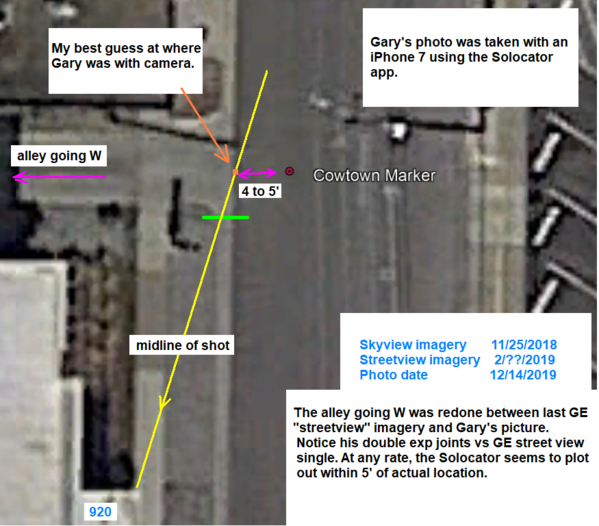 My best guess at where
Gary was with camera.
Gary's photo was taken with an
iPhone 7 using the Solocator
app.
alley going W
Cowtown Marker
4 to 5'
midline of shot
Skyview imagery 11/25/2018
Streetview imagery 2/??/2019
Photo date 12/14/2019
The alley going W was redone between last GE
"streetview" imagery and Gary's picture.
Notice his double exp joints vs GE street view
single. At any rate, the Solocator seems to plot
out within 5' of actual location.
920